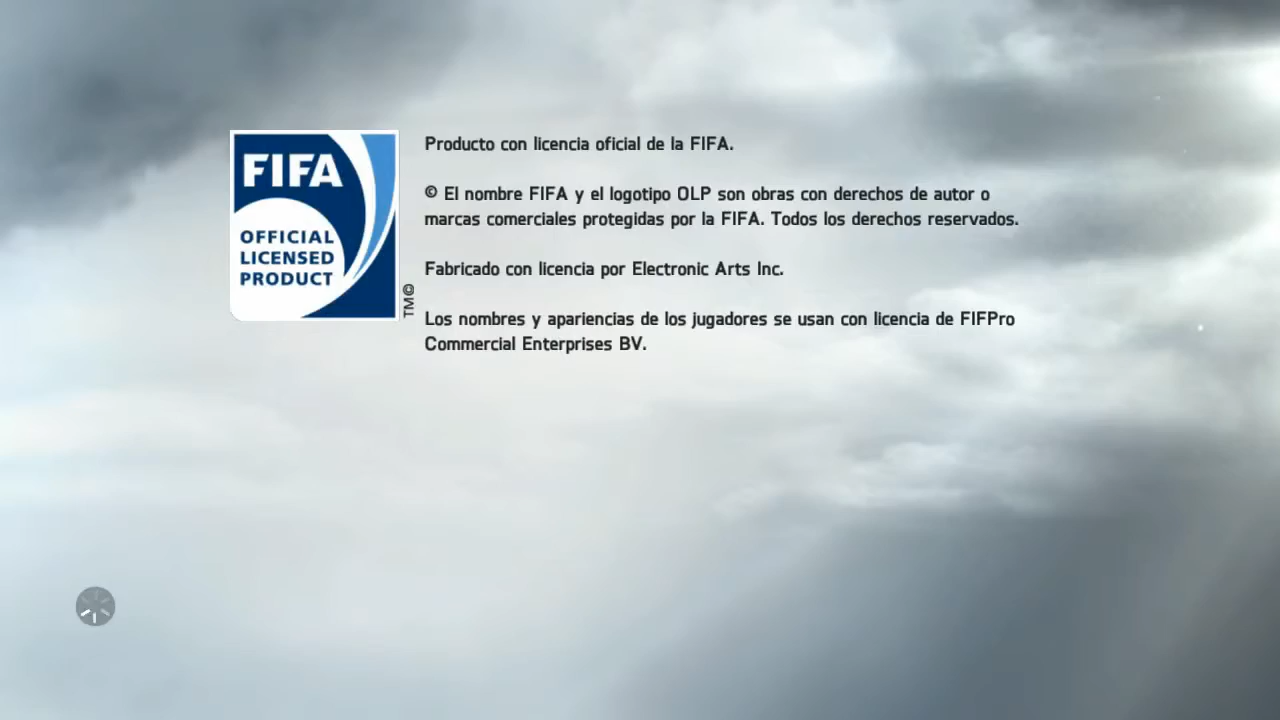 FIFA
OFFICIAL
LICENSED
PRODUCT
TM©
Producto con licencia oficial de la FIFA.
© El nombre FIFA y el logotipo OLP son obras con derechos de autor o
marcas comerciales protegidas por la FIFA. Todos los derechos reservados.
Fabricado con licencia por Electronic Arts Inc.
Los nombres y apariencias de los jugadores se usan con licencia de FIFPro
Commercial Enterprises BV.